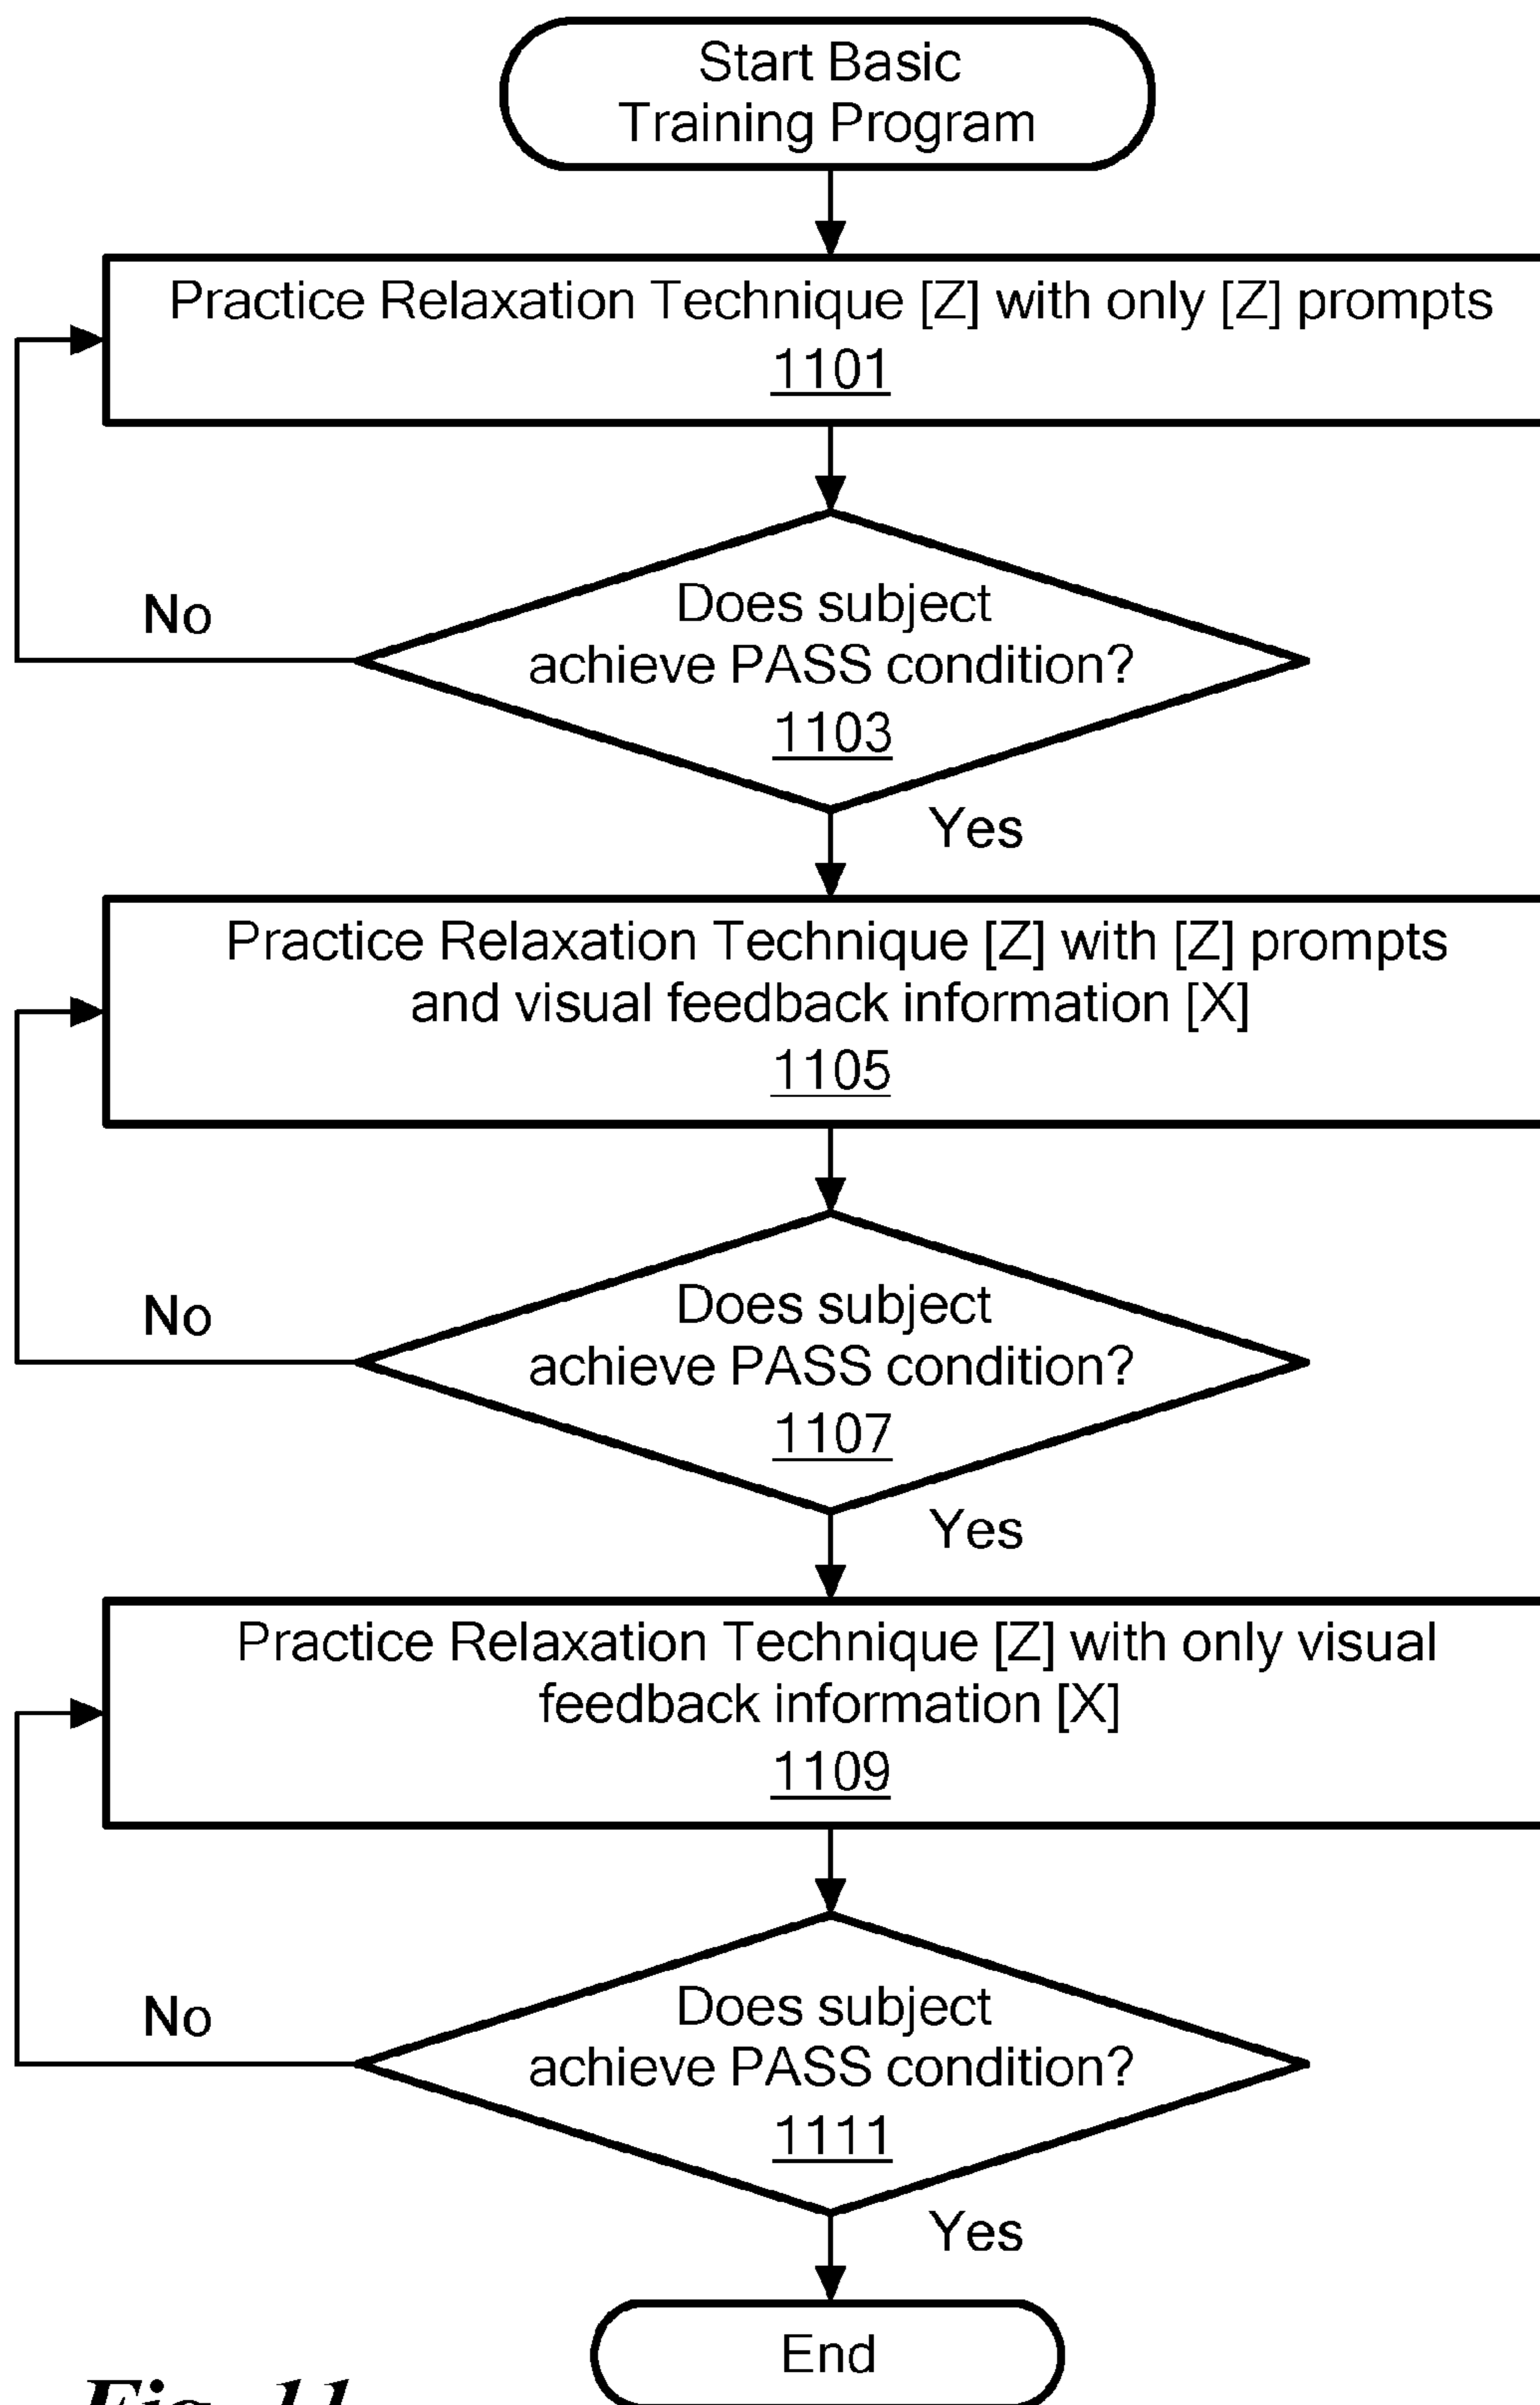 Start Basic
Training Program
Practice Relaxation Technique [Z] with only [Z] prompts
1101
Does subject
achieve PASS condition?
1103
No
Yes
Practice Relaxation Technique [Z] with [Z] prompts
and visual feedback information [X]
1105
Does subject
achieve PASS condition?
1107
No
Yes
Practice Relaxation Technique [Z] with only visual
feedback information [X]
1109
Does subject
achieve PASS condition?
1111
No
Yes
End
Fig. 11